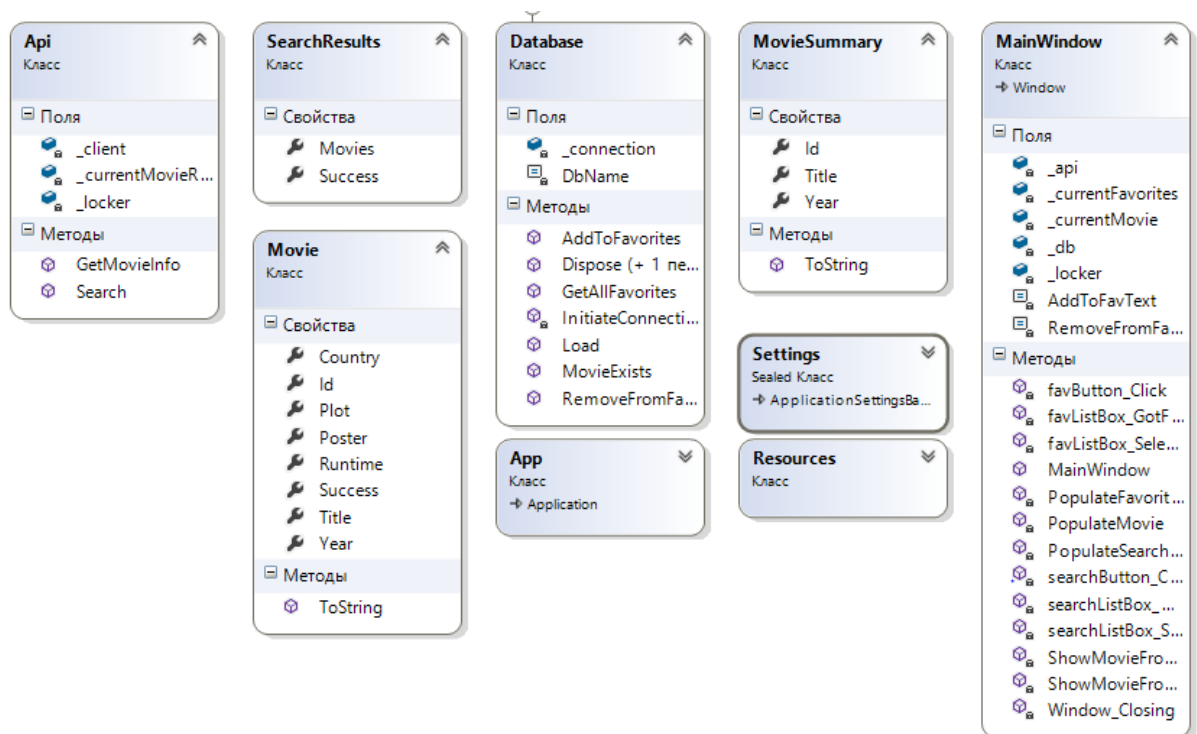 Api
Класс
Поля
_client
_currentMovieR...
_locker
Методы
GetMovieInfo
Search
SearchResults
Класс
Свойства
Movies
Success
Movie
Класс
Свойства
Country
Id
Plot
Poster
Runtime
Success
Title
Year
Методы
ToString
Database
Класс
Поля
_connection
DbName
Методы
AddToFavorites
Dispose (+ 1 пе...
GetAllFavorites
InitiateConnecti...
Load
MovieExists
RemoveFromFa...
App
Класс
Application
MovieSummary
Класс
Свойства
Id
Title
Year
Методы
ToString
Settings
Sealed Класс
ApplicationSettingsBa...
Resources
Класс
MainWindow
Класс
Window
Поля
_api
_currentFavorites
_currentMovie
_db
_locker
AddToFavText
RemoveFromFa...
Методы
favButton_Click
favListBox_GotF...
favListBox_Sele...
MainWindow
PopulateFavorit...
PopulateMovie
PopulateSearch...
searchButton_C...
searchListBox_...
searchListBox_S...
ShowMovieFro...
ShowMovieFro...
Window_Closing